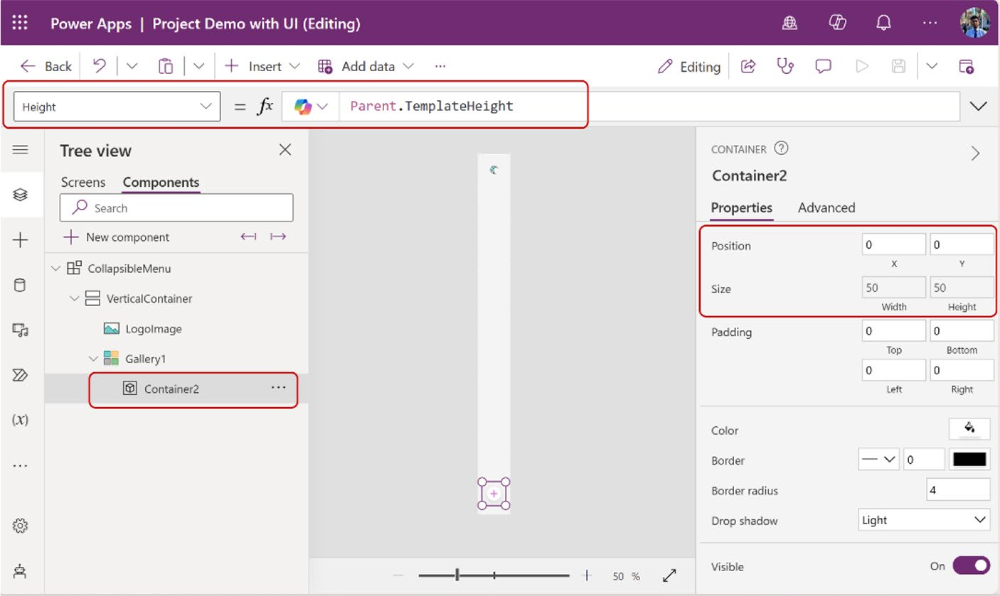 Power Apps | Project Demo with UI (Editing)
Back Insert Add data ... Editing
Height = fx Parent.TemplateHeight
Tree view
Screens Components
Search
New component
CollapsibleMenu
VerticalContainer
LogoImage
Gallery1
Container2 ...
(x)
CONTAINER ?
Container2
Properties Advanced
Position 0 0
X Y
Size 50 50
Width Height
Padding 0 0
Top Bottom
0 0
Left Right
Color
Border 0
Border radius 4
Drop shadow Light
Visible On
50 %